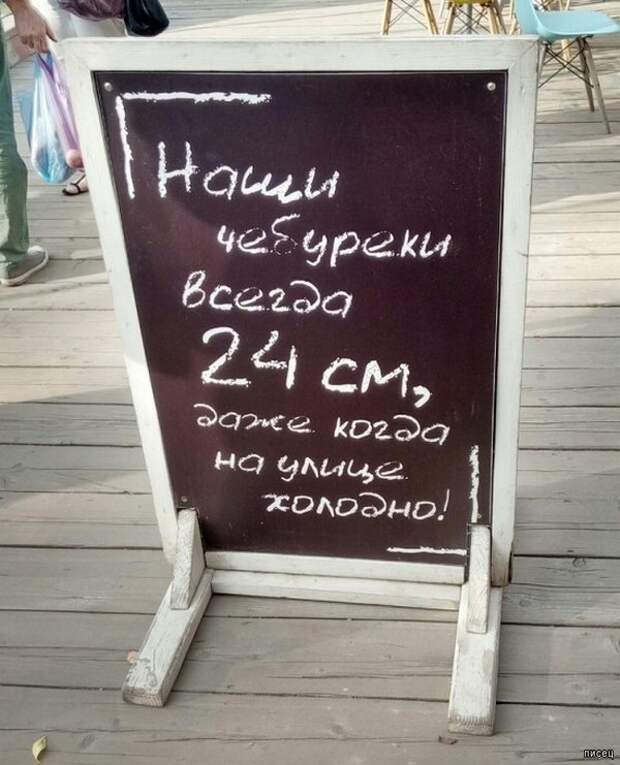 Наши
чебуреки
всегда
24 см,
даже когда
на улице
холодно!
писец